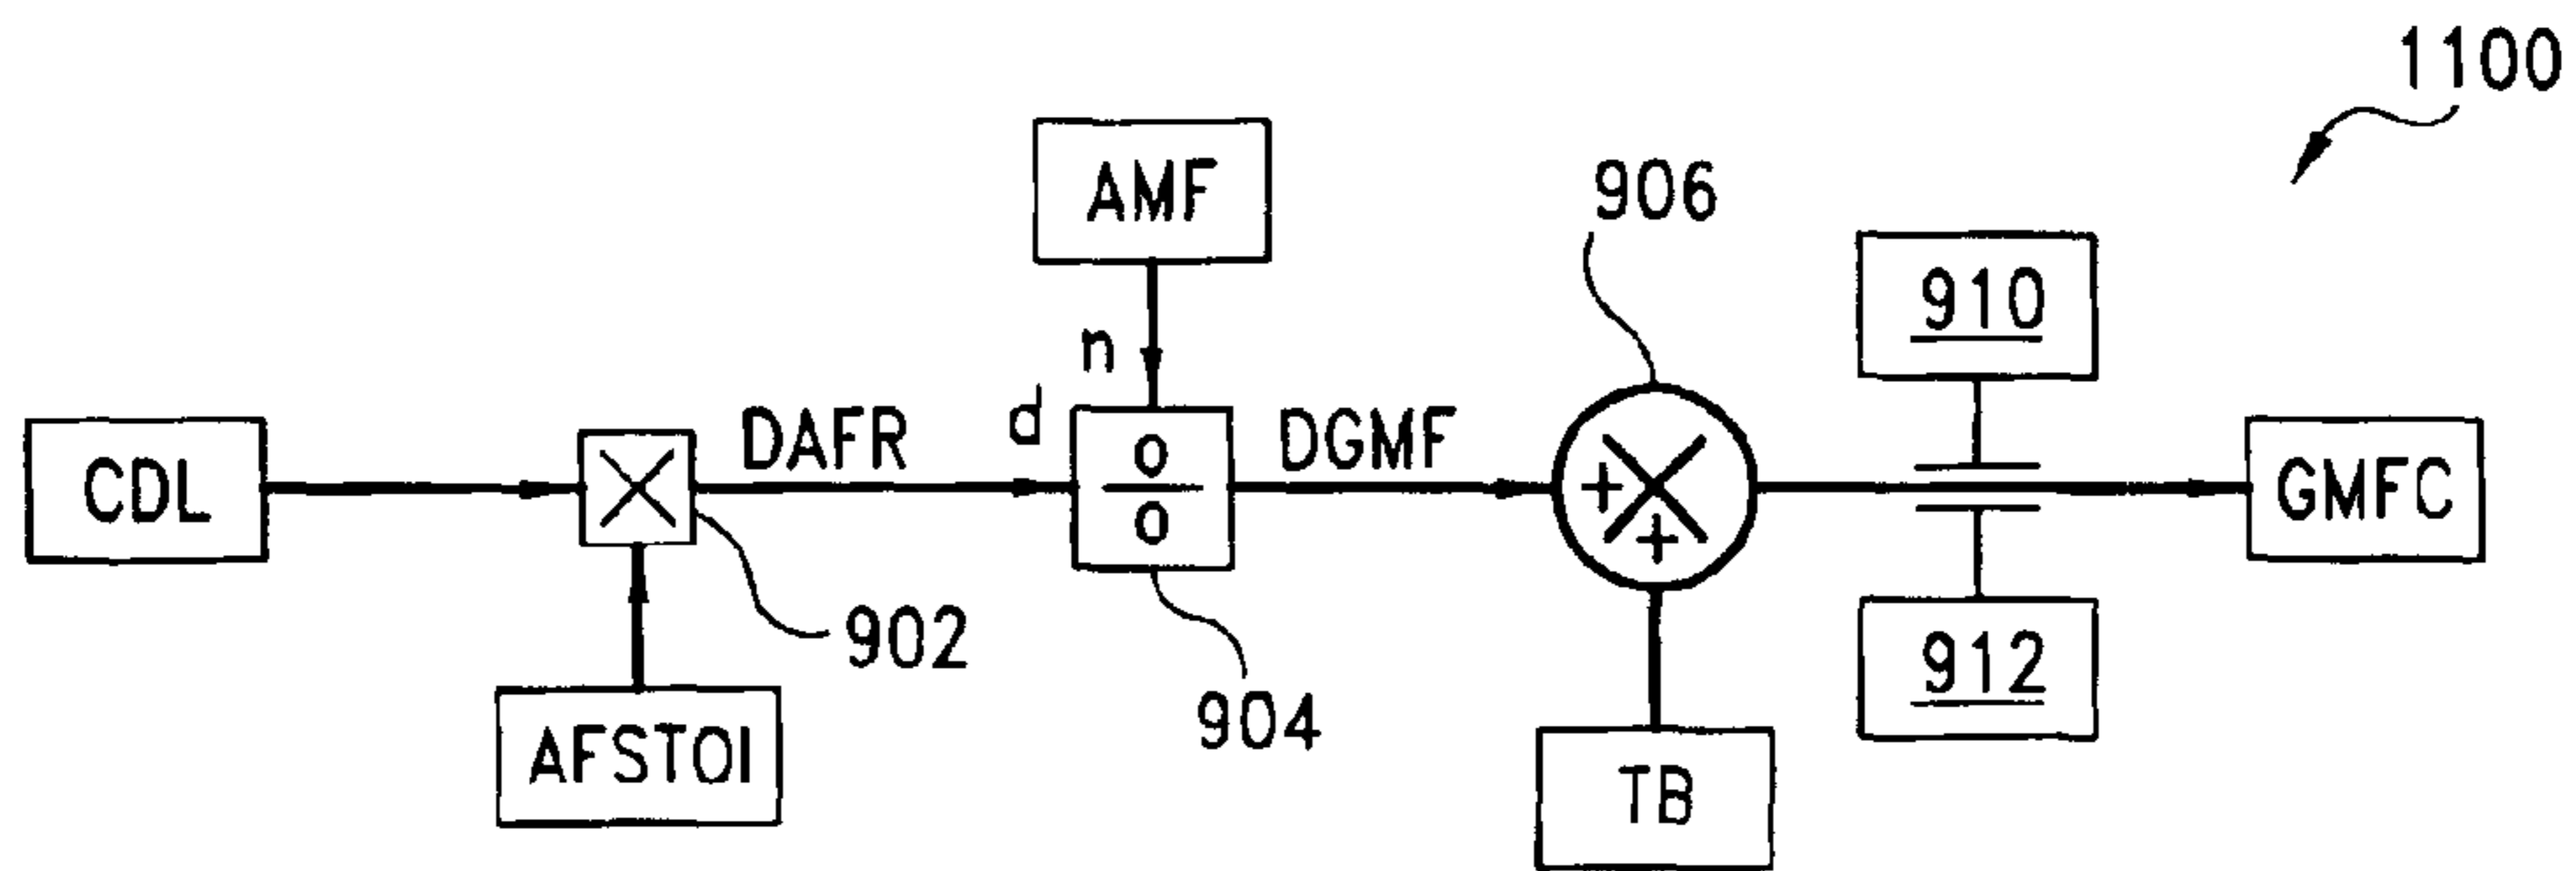 1100
AMF
906
910
n
d
CDL
DAFR
DGMF
GMFC
902
912
904
AFSTOI
TB